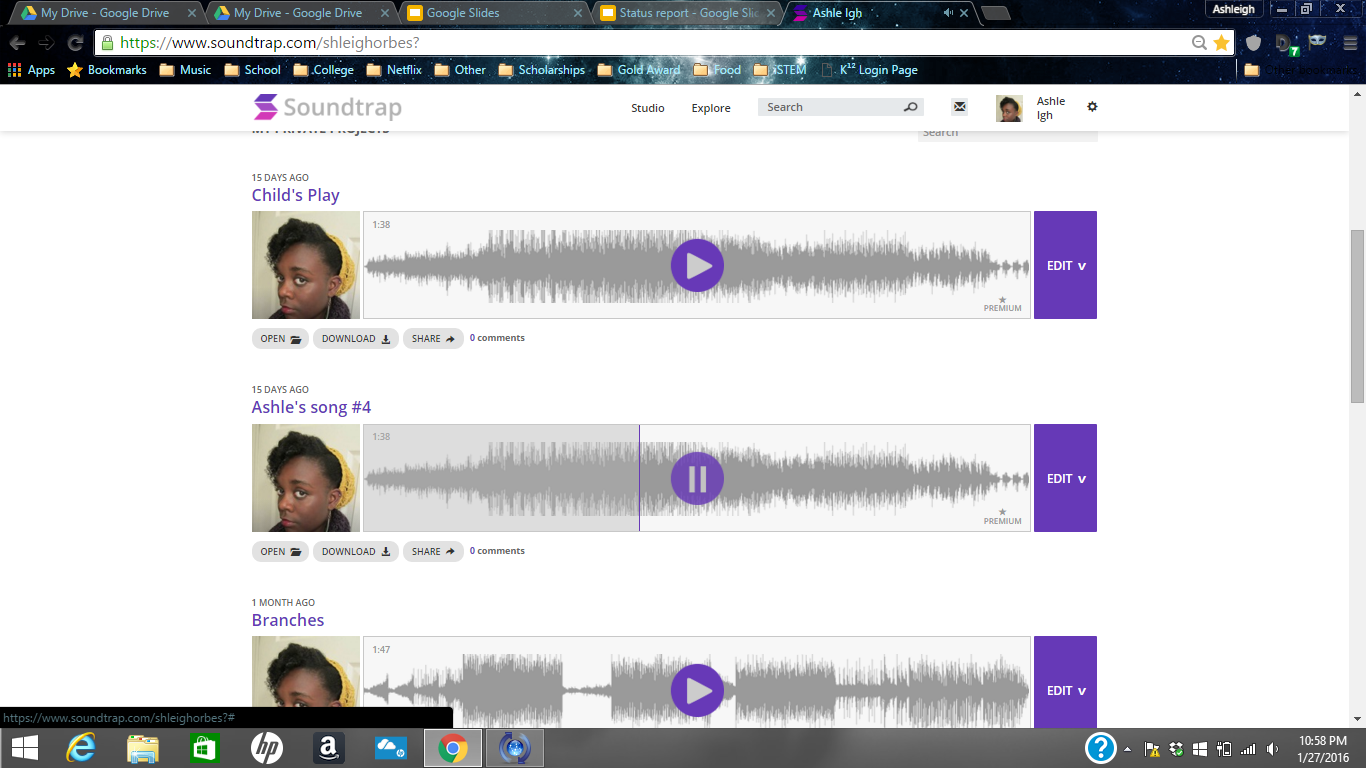 My Drive - Google Drive
My Drive - Google Drive
Google Slides
Status report - Google Slid
Ashle Igh
Ashleigh
https://www.soundtrap.com/shleighorbes?
Apps
Bookmarks
Music
School
.College
Netflix
Other
Scholarships
Gold Award
Food
iSTEM
K12 Login Page
Other bookmarks
Soundtrap
Studio
Explore
Search
Ashle
Igh
MY PRIVATE PROJECTS
Search
15 DAYS AGO
Child's Play
1:38
PREMIUM
EDIT v
OPEN
DOWNLOAD
SHARE
0 comments
15 DAYS AGO
Ashle's song #4
1:38
PREMIUM
EDIT v
OPEN
DOWNLOAD
SHARE
0 comments
1 MONTH AGO
Branches
1:47
EDIT v
https://www.soundtrap.com/shleighorbes?#
10:58 PM
1/27/2016